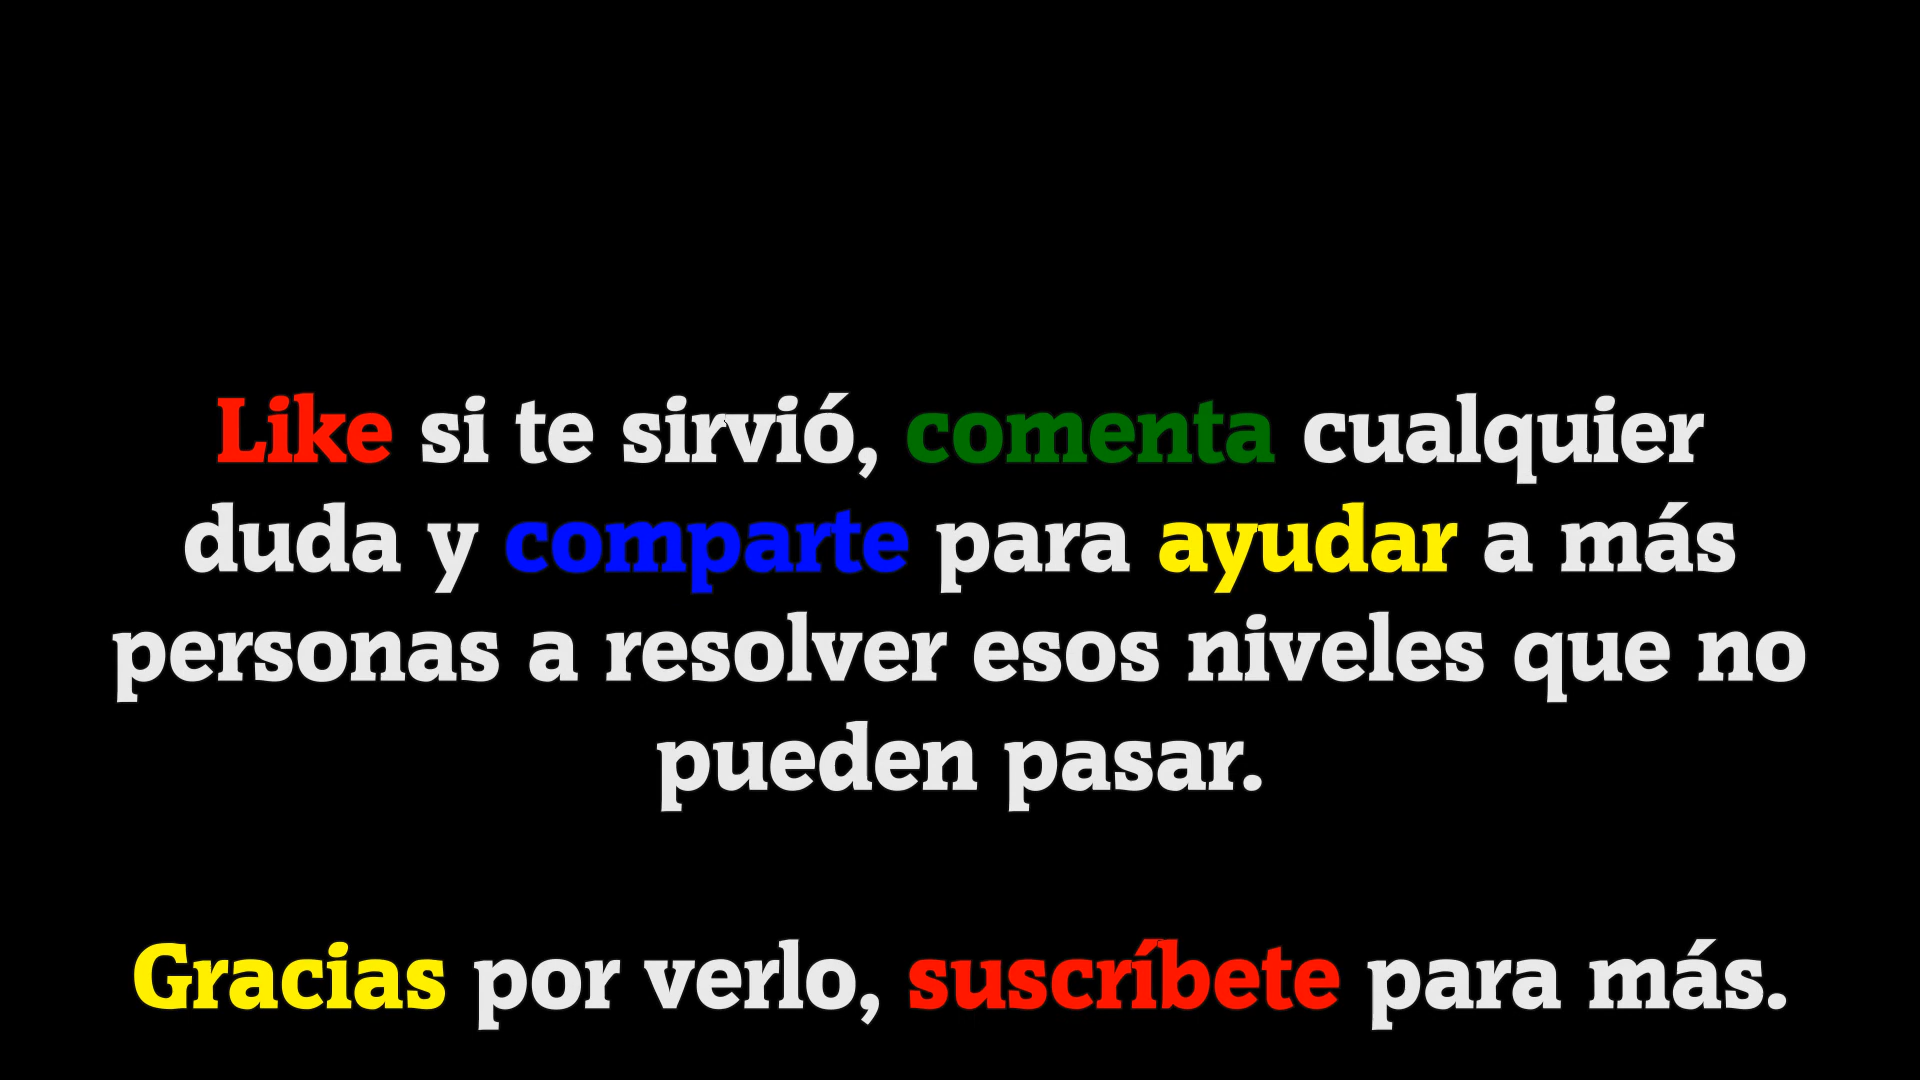 Like si te sirvió, comenta cualquier
duda y comparte para ayudar a más
personas a resolver esos niveles que no
pueden pasar.
Gracias por verlo, suscríbete para más.